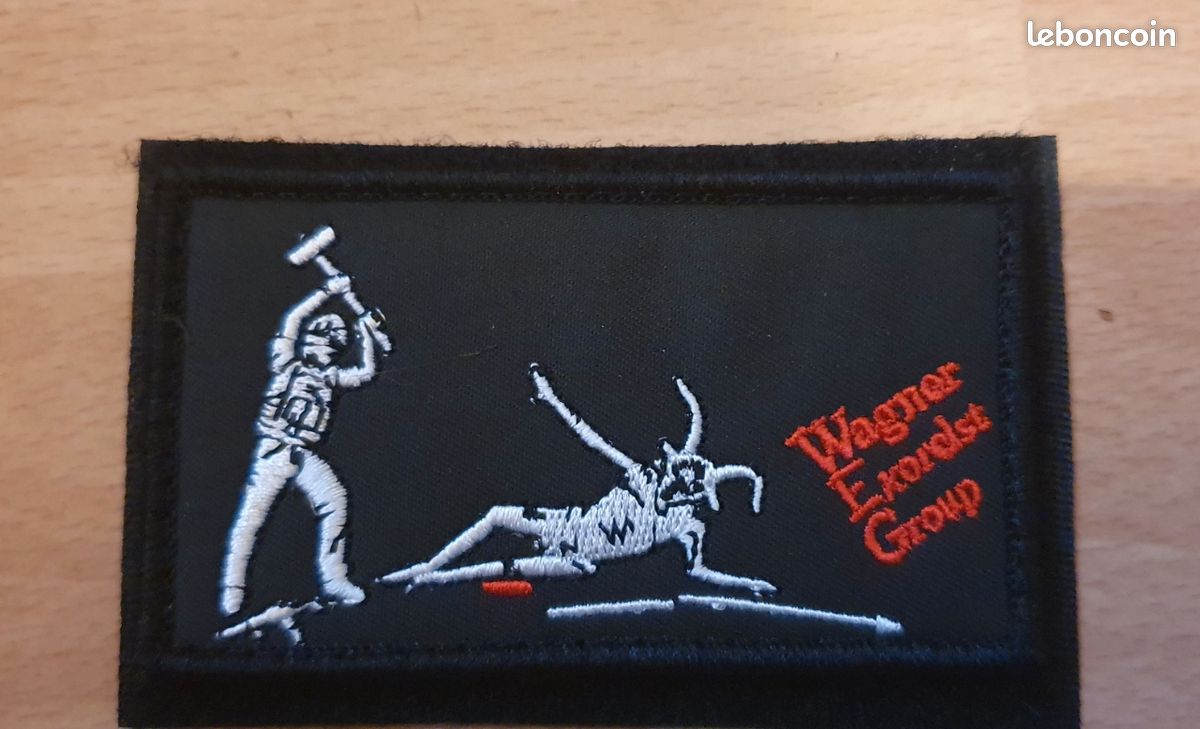 leboncoin
Wagner
Exorcist
Group
W